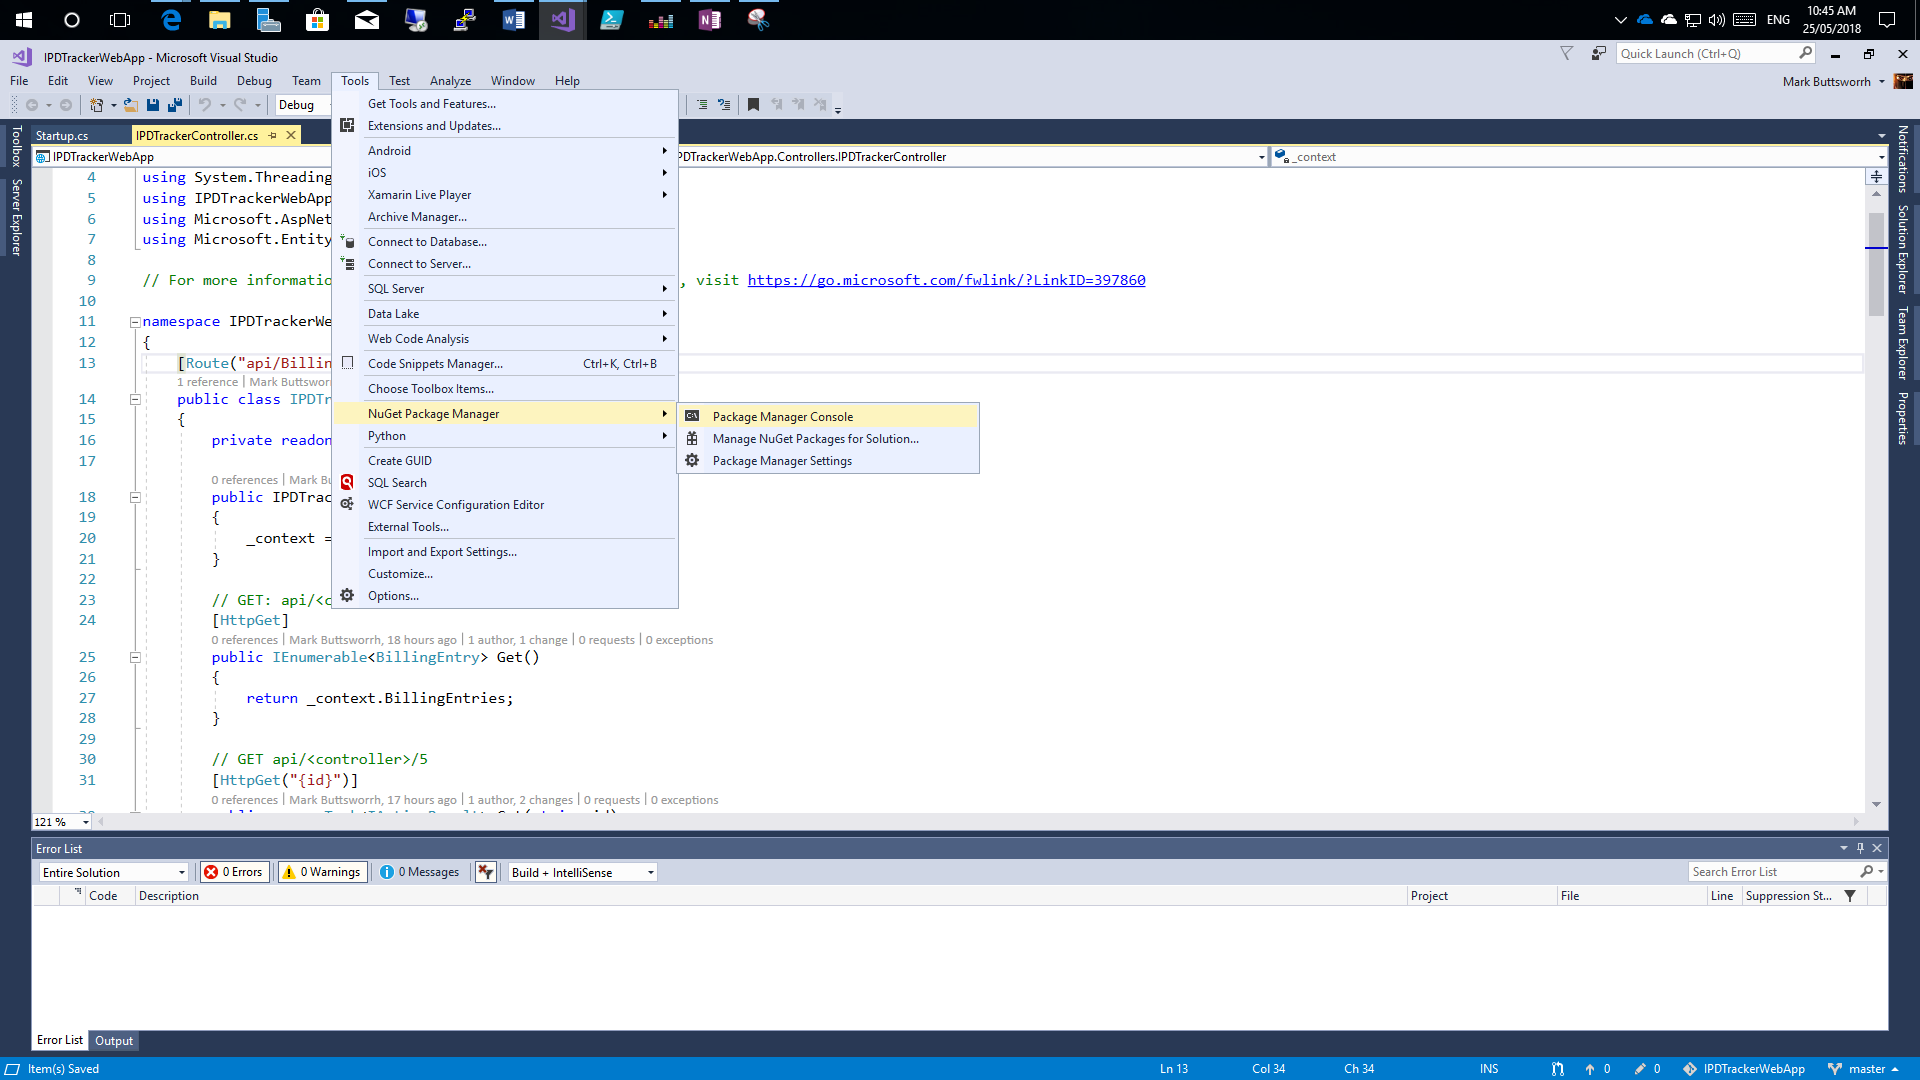 10:45 AM
ENG
25/05/2018
IPDTrackerWebApp - Microsoft Visual Studio
Quick Launch (Ctrl+Q)
File Edit View Project Build Debug Team Tools Test Analyze Window Help
Mark Buttsworrh
Debug
Toolbox
Server Explorer
Startup.cs
IPDTrackerController.cs
IPDTrackerWebApp
PDTrackerWebApp.Controllers.IPDTrackerController
_context
4 using System.Threading
5 using IPDTrackerWebApp
6 using Microsoft.AspNet
7 using Microsoft.Entity
8
9 // For more informatio , visit https://go.microsoft.com/fwlink/?LinkID=397860
10
11 namespace IPDTrackerWe
12 {
13 [Route("api/Billin
1 reference | Mark Buttswor
14 public class IPDTr
15 {
16 private readon
17
0 references | Mark B
18 public IPDTrac
19 {
20 _context =
21 }
22
23 // GET: api/<c
24 [HttpGet]
0 references | Mark Buttsworrh, 18 hours ago | 1 author, 1 change | 0 requests | 0 exceptions
25 public IEnumerable<BillingEntry> Get()
26 {
27 return _context.BillingEntries;
28 }
29
30 // GET api/<controller>/5
31 [HttpGet("{id}")]
0 references | Mark Buttsworrh, 17 hours ago | 1 author, 2 changes | 0 requests | 0 exceptions
Get Tools and Features...
Extensions and Updates...
Android
iOS
Xamarin Live Player
Archive Manager...
Connect to Database...
Connect to Server...
SQL Server
Data Lake
Web Code Analysis
Code Snippets Manager... Ctrl+K, Ctrl+B
Choose Toolbox Items...
NuGet Package Manager
Python
Create GUID
SQL Search
WCF Service Configuration Editor
External Tools...
Import and Export Settings...
Customize...
Options...
Package Manager Console
Manage NuGet Packages for Solution...
Package Manager Settings
Notifications
Solution Explorer
Team Explorer
Properties
121 %
Error List
Entire Solution
0 Errors
0 Warnings
0 Messages
Build + IntelliSense
Search Error List
Code Description Project File Line Suppression St...
Error List Output
Item(s) Saved Ln 13 Col 34 Ch 34 INS 0 0 IPDTrackerWebApp master